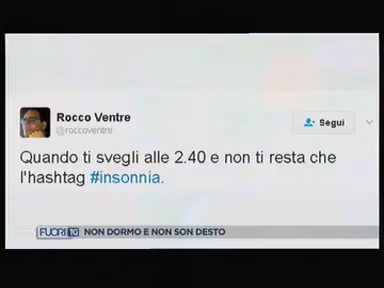 Rocco Ventre
@roccoventre
Segui
Quando ti svegli alle 2.40 e non ti resta che
l'hashtag #insonnia.
FUORI TG NON DORMO E NON SON DESTO